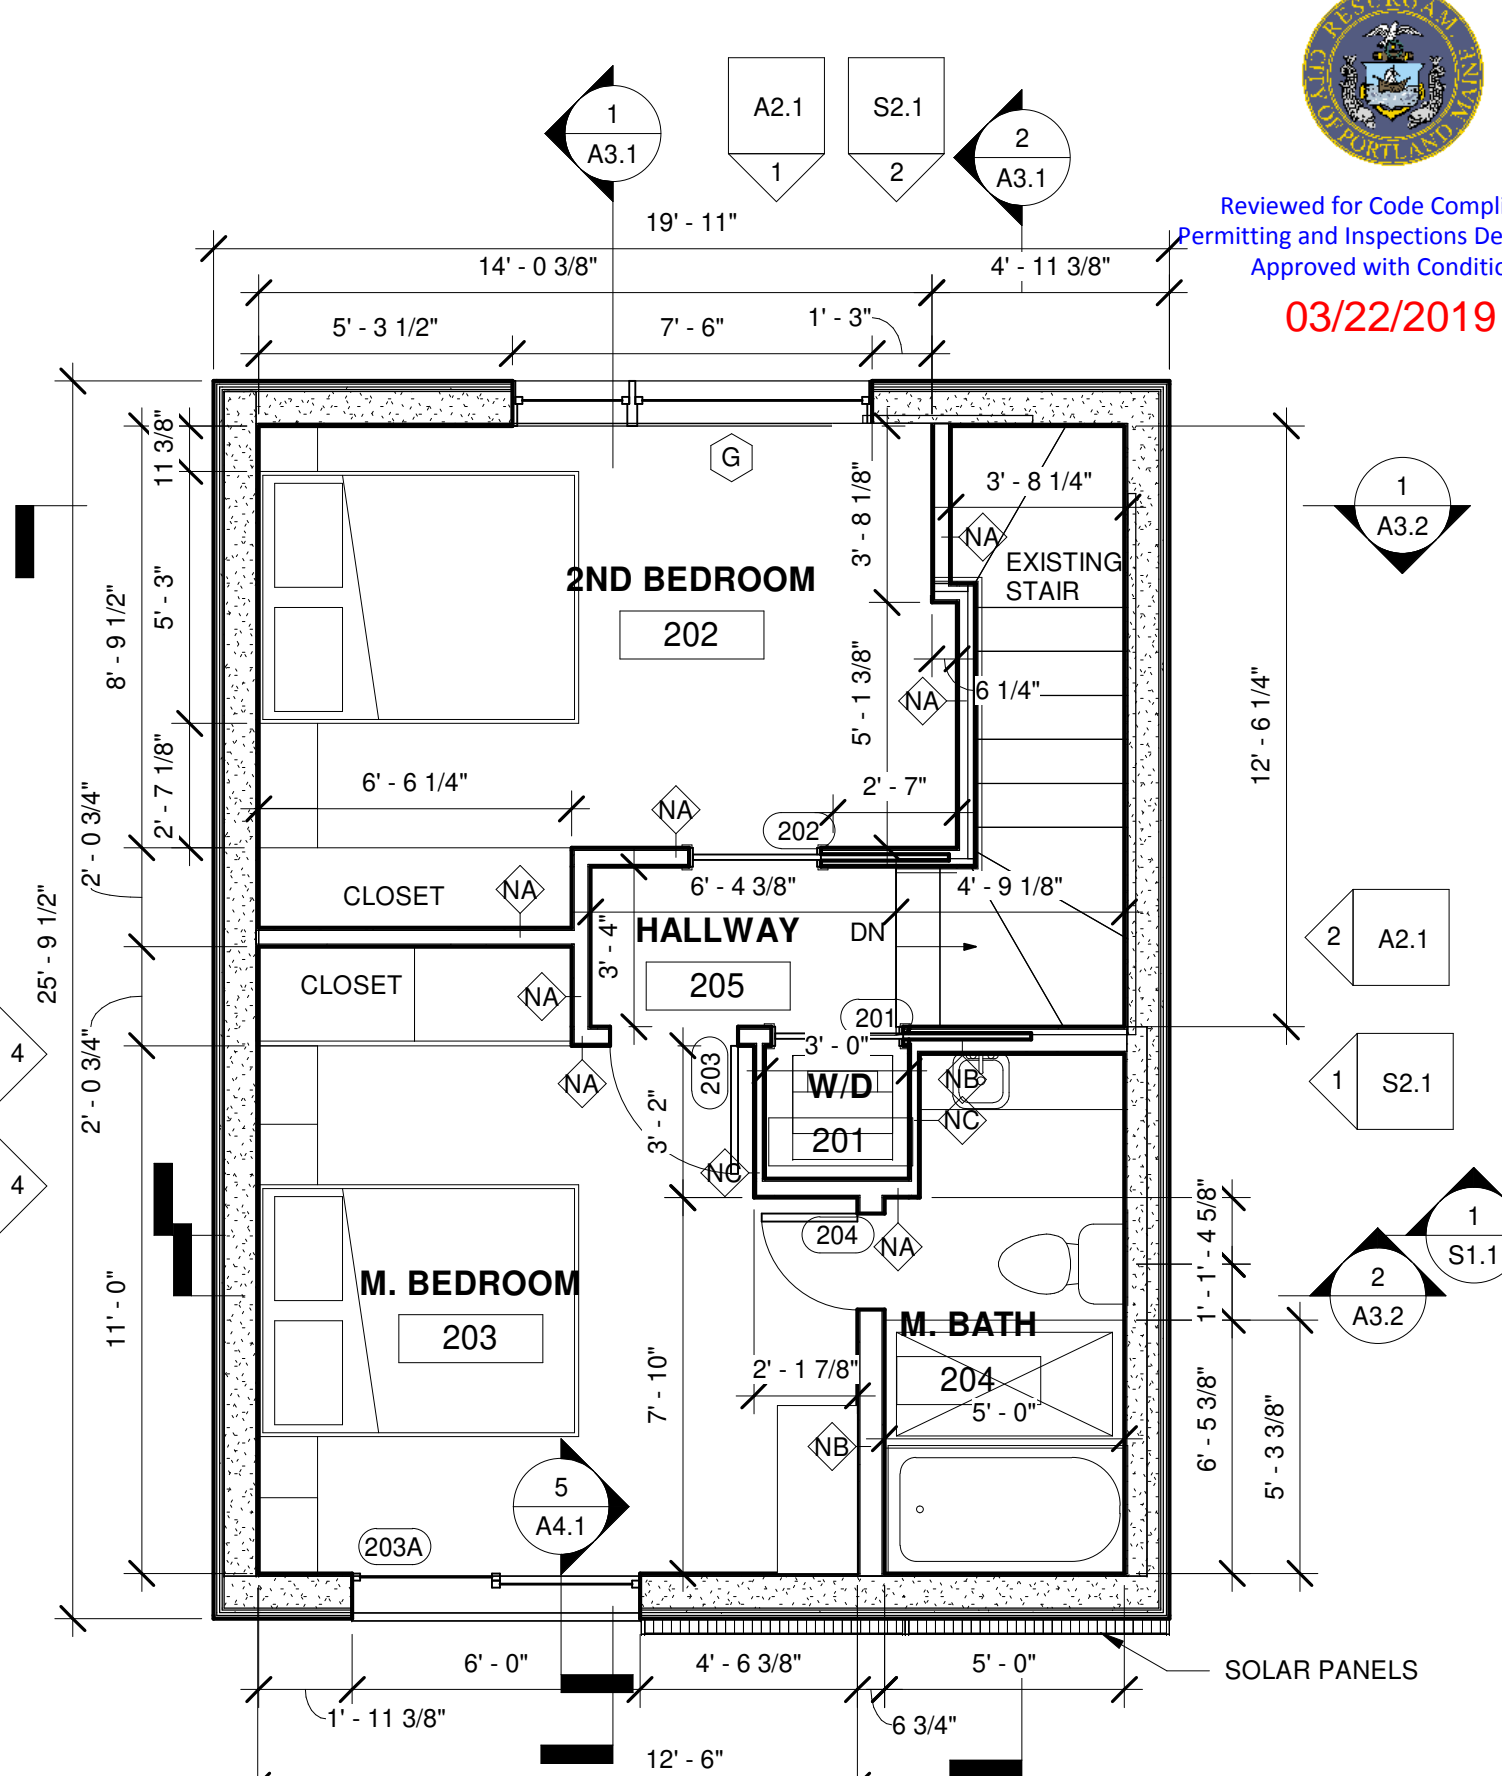 RESURGAM
CITY OF PORTLAND MAINE
1
A3.1
A2.1
1
S2.1
2
2
A3.1
Reviewed for Code Compli
Permitting and Inspections De
Approved with Conditio
03/22/2019
19' - 11"
14' - 0 3/8"
4' - 11 3/8"
5' - 3 1/2"
7' - 6"
1' - 3"
11 3/8"
G
3' - 8 1/8"
3' - 8 1/4"
1
A3.2
NA
EXISTING
STAIR
5' - 3"
8' - 9 1/2"
2ND BEDROOM
202
5' - 1 3/8"
NA
6 1/4"
12' - 6 1/4"
2' - 7 1/8"
2' - 0 3/4"
6' - 6 1/4"
NA
202
2' - 7"
CLOSET
NA
6' - 4 3/8"
4' - 9 1/8"
25' - 9 1/2"
3' - 4"
HALLWAY
DN
2
A2.1
CLOSET
NA
205
201
4
2' - 0 3/4"
NA
203
3' - 0"
W/D
NB
1
S2.1
3' - 2"
201
NC
NC
4
204
NA
1' - 4 5/8"
1
S1.1
11' - 0"
M. BEDROOM
203
M. BATH
1' - 1"
2
A3.2
7' - 10"
2' - 1 7/8"
204
5' - 0"
6' - 5 3/8"
5' - 3 3/8"
NB
5
A4.1
203A
6' - 0"
4' - 6 3/8"
5' - 0"
SOLAR PANELS
1' - 11 3/8"
6 3/4"
12' - 6"